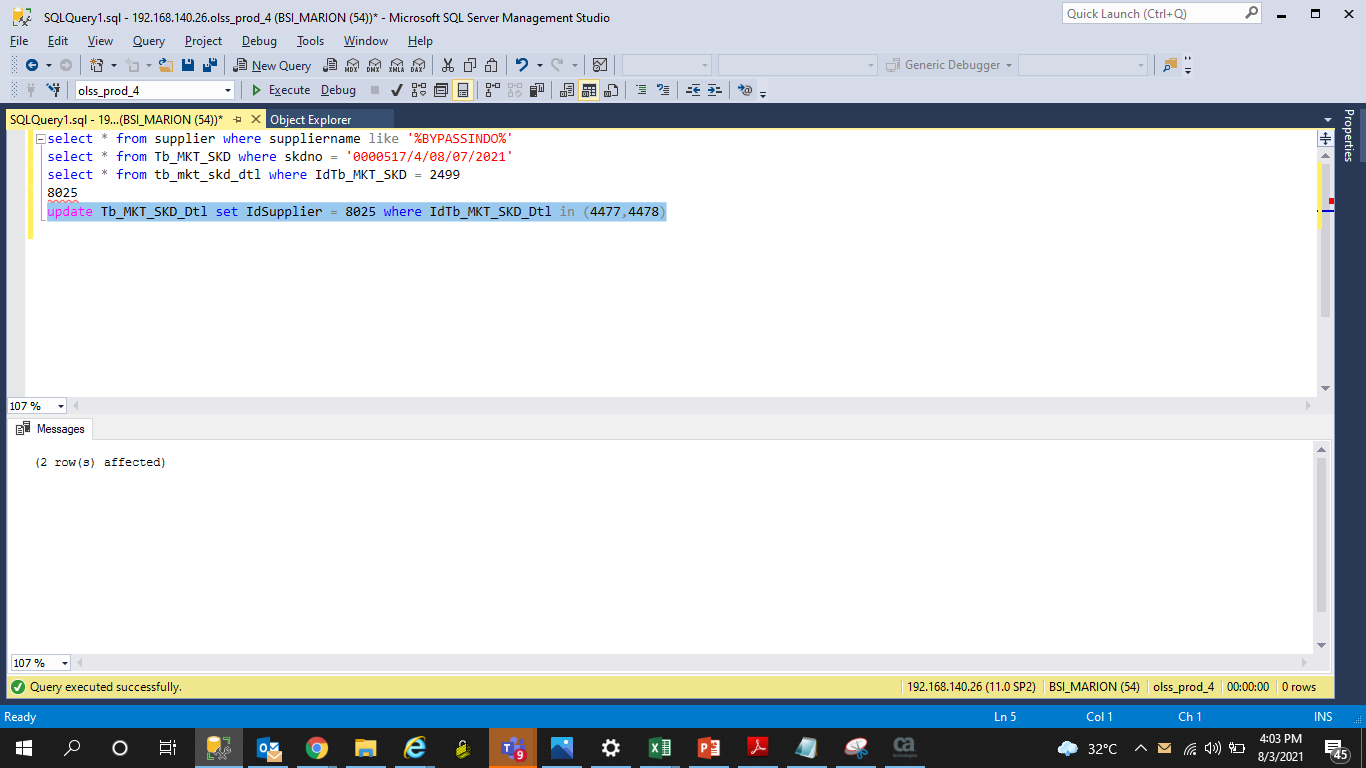 SQLQuery1.sql - 192.168.140.26.olss_prod_4 (BSI_MARION (54))* - Microsoft SQL Server Management Studio
Quick Launch (Ctrl+Q)
File Edit View Query Project Debug Tools Window Help
New Query
MDX DMX XMLA DAX
Generic Debugger
olss_prod_4
Execute Debug
SQLQuery1.sql - 19...(BSI_MARION (54))*
Object Explorer
Properties
select * from supplier where suppliername like '%BYPASSINDO%'
select * from Tb_MKT_SKD where skdno = '0000517/4/08/07/2021'
select * from tb_mkt_skd_dtl where IdTb_MKT_SKD = 2499
8025
update Tb_MKT_SKD_Dtl set IdSupplier = 8025 where IdTb_MKT_SKD_Dtl in (4477,4478)
107 %
Messages
(2 row(s) affected)
107 %
Query executed successfully.
192.168.140.26 (11.0 SP2) BSI_MARION (54) olss_prod_4 00:00:00 0 rows
Ready
Ln 5 Col 1 Ch 1 INS
9
ca
32°C
4:03 PM
8/3/2021
45